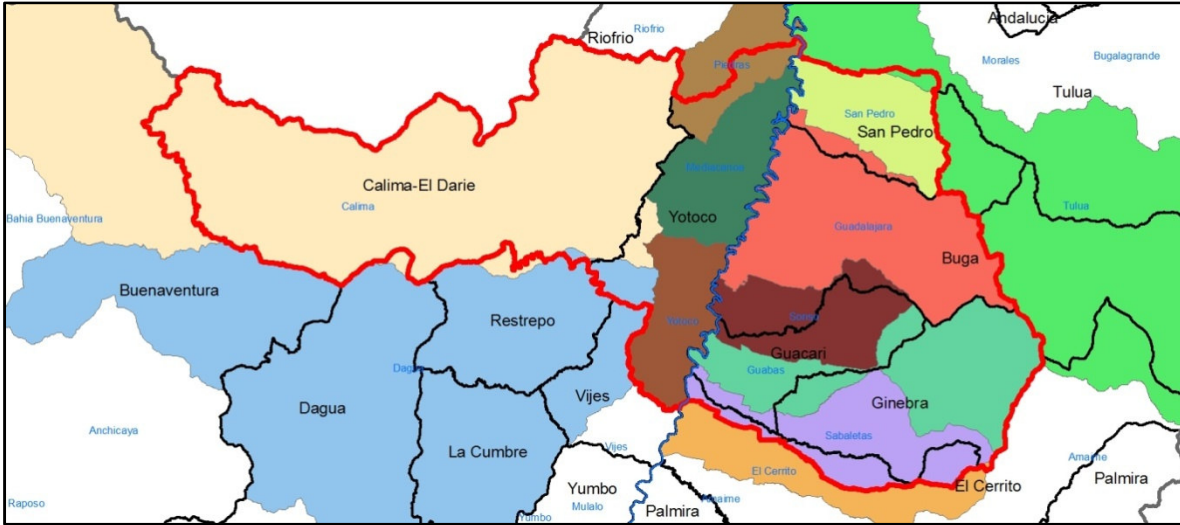 Andalucia
Riofrio
Riofrio
Morales
Bugalagrande
Piedras
Tulua
San Pedro
San Pedro
Calima-El Darie
Calima
Mediacanoa
Yotoco
Tulua
Bahia Buenaventura
Guadalajara
Buga
Buenaventura
Restrepo
Yotoco
Sonso
Guacari
Guabas
Dagua
Dagua
Vijes
Ginebra
Anchicaya
Sabaletas
La Cumbre
Vijes
Amaime
El Cerrito
Palmira
Yumbo
El Cerrito
Raposo
Mulalo
Amaime
Palmira
Yumbo